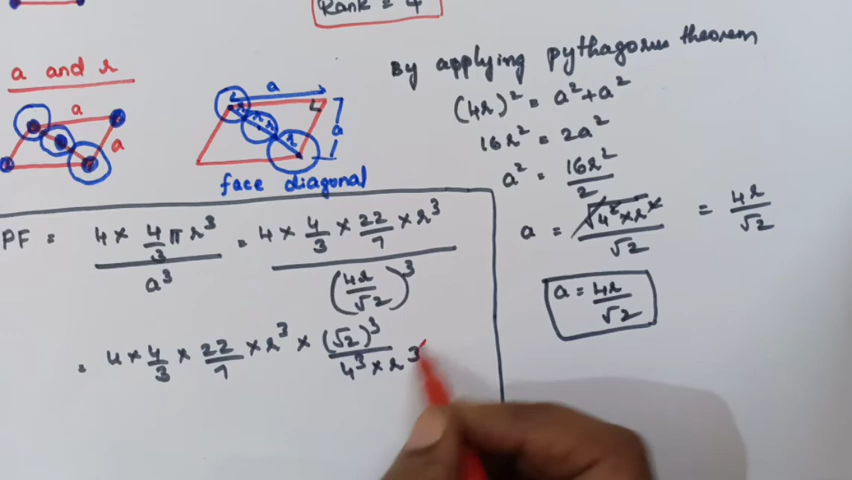 Rank = 4
a and r
a
a
a
a
r
r
r
r
face diagonal
By applying pythagorus theorem
(4r)² = a² + a²
16r² = 2a²
a² = 16r²/2
a = √4² × r²/√2 = 4r/√2
a = 4r/√2
PF = 4 × 4/3 πr³/a³ = 4 × 4/3 × 22/7 × r³/(4r/√2)³
= 4 × 4/3 × 22/7 × r³ × (√2)³/4³ × r³